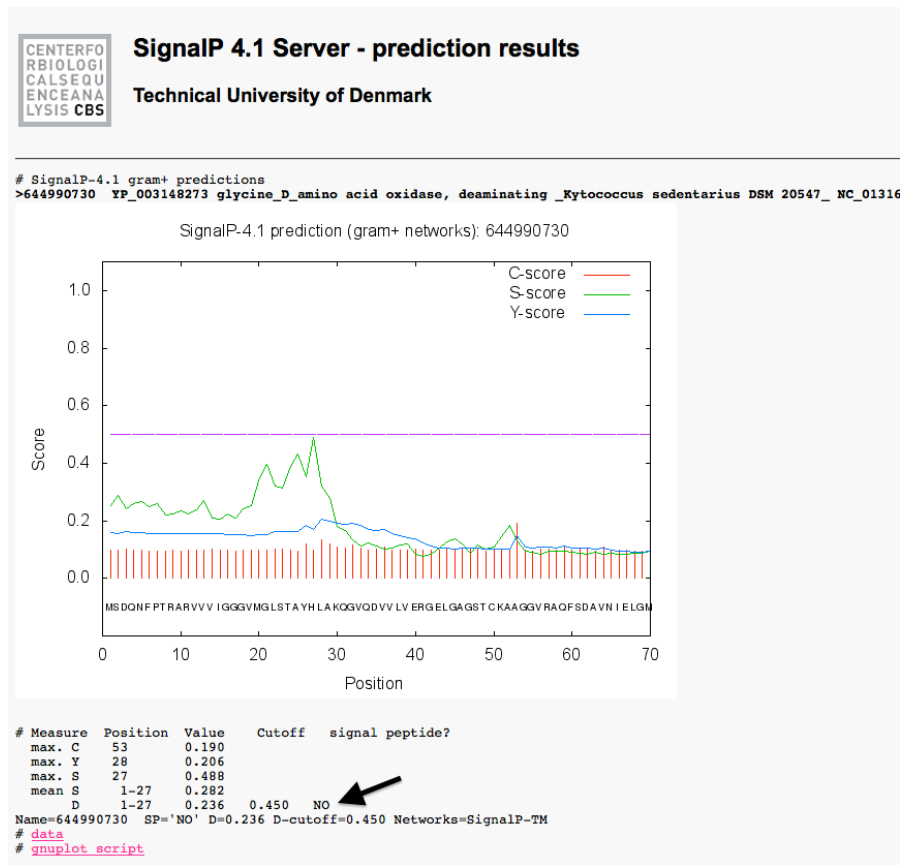 CENTERFO
RBIOLOGI
CALSEQU
ENCEANA
LYSIS CBS
SignalP 4.1 Server - prediction results
Technical University of Denmark
# SignalP-4.1 gram+ predictions
>644990730 YP_003148273 glycine_D_amino acid oxidase, deaminating _Kytococcus sedentarius DSM 20547_ NC_01316
SignalP-4.1 prediction (gram+ networks): 644990730
C-score
S-score
Y-score
1.0
0.8
0.6
0.4
0.2
0.0
Score
MSDQNFPTRARVVVIGGGVMGLSTAYHLAKQGVQDVVLVERGELGAGSTCKAAGGVRAQFSDAVNIELGM
0 10 20 30 40 50 60 70
Position
# Measure Position Value Cutoff signal peptide?
max. C 53 0.190
max. Y 28 0.206
max. S 27 0.488
mean S 1-27 0.282
D 1-27 0.236 0.450 NO
Name=644990730 SP='NO' D=0.236 D-cutoff=0.450 Networks=SignalP-TM
# data
# gnuplot script